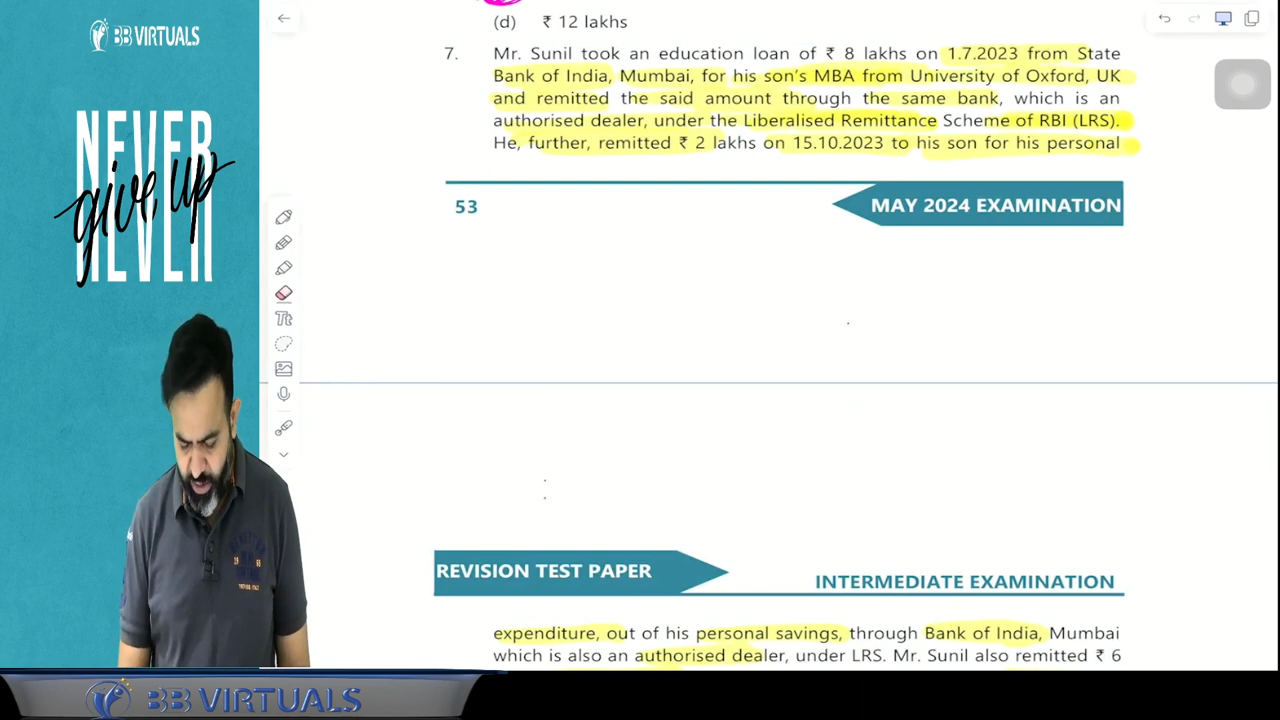 BB VIRTUALS
NEVER
give up
NEVER
(d) ₹ 12 lakhs
7. Mr. Sunil took an education loan of ₹ 8 lakhs on 1.7.2023 from State
Bank of India, Mumbai, for his son's MBA from University of Oxford, UK
and remitted the said amount through the same bank, which is an
authorised dealer, under the Liberalised Remittance Scheme of RBI (LRS).
He, further, remitted ₹ 2 lakhs on 15.10.2023 to his son for his personal
53
MAY 2024 EXAMINATION
Tt
REVISION TEST PAPER
INTERMEDIATE EXAMINATION
expenditure, out of his personal savings, through Bank of India, Mumbai
which is also an authorised dealer, under LRS. Mr. Sunil also remitted ₹ 6
BB VIRTUALS